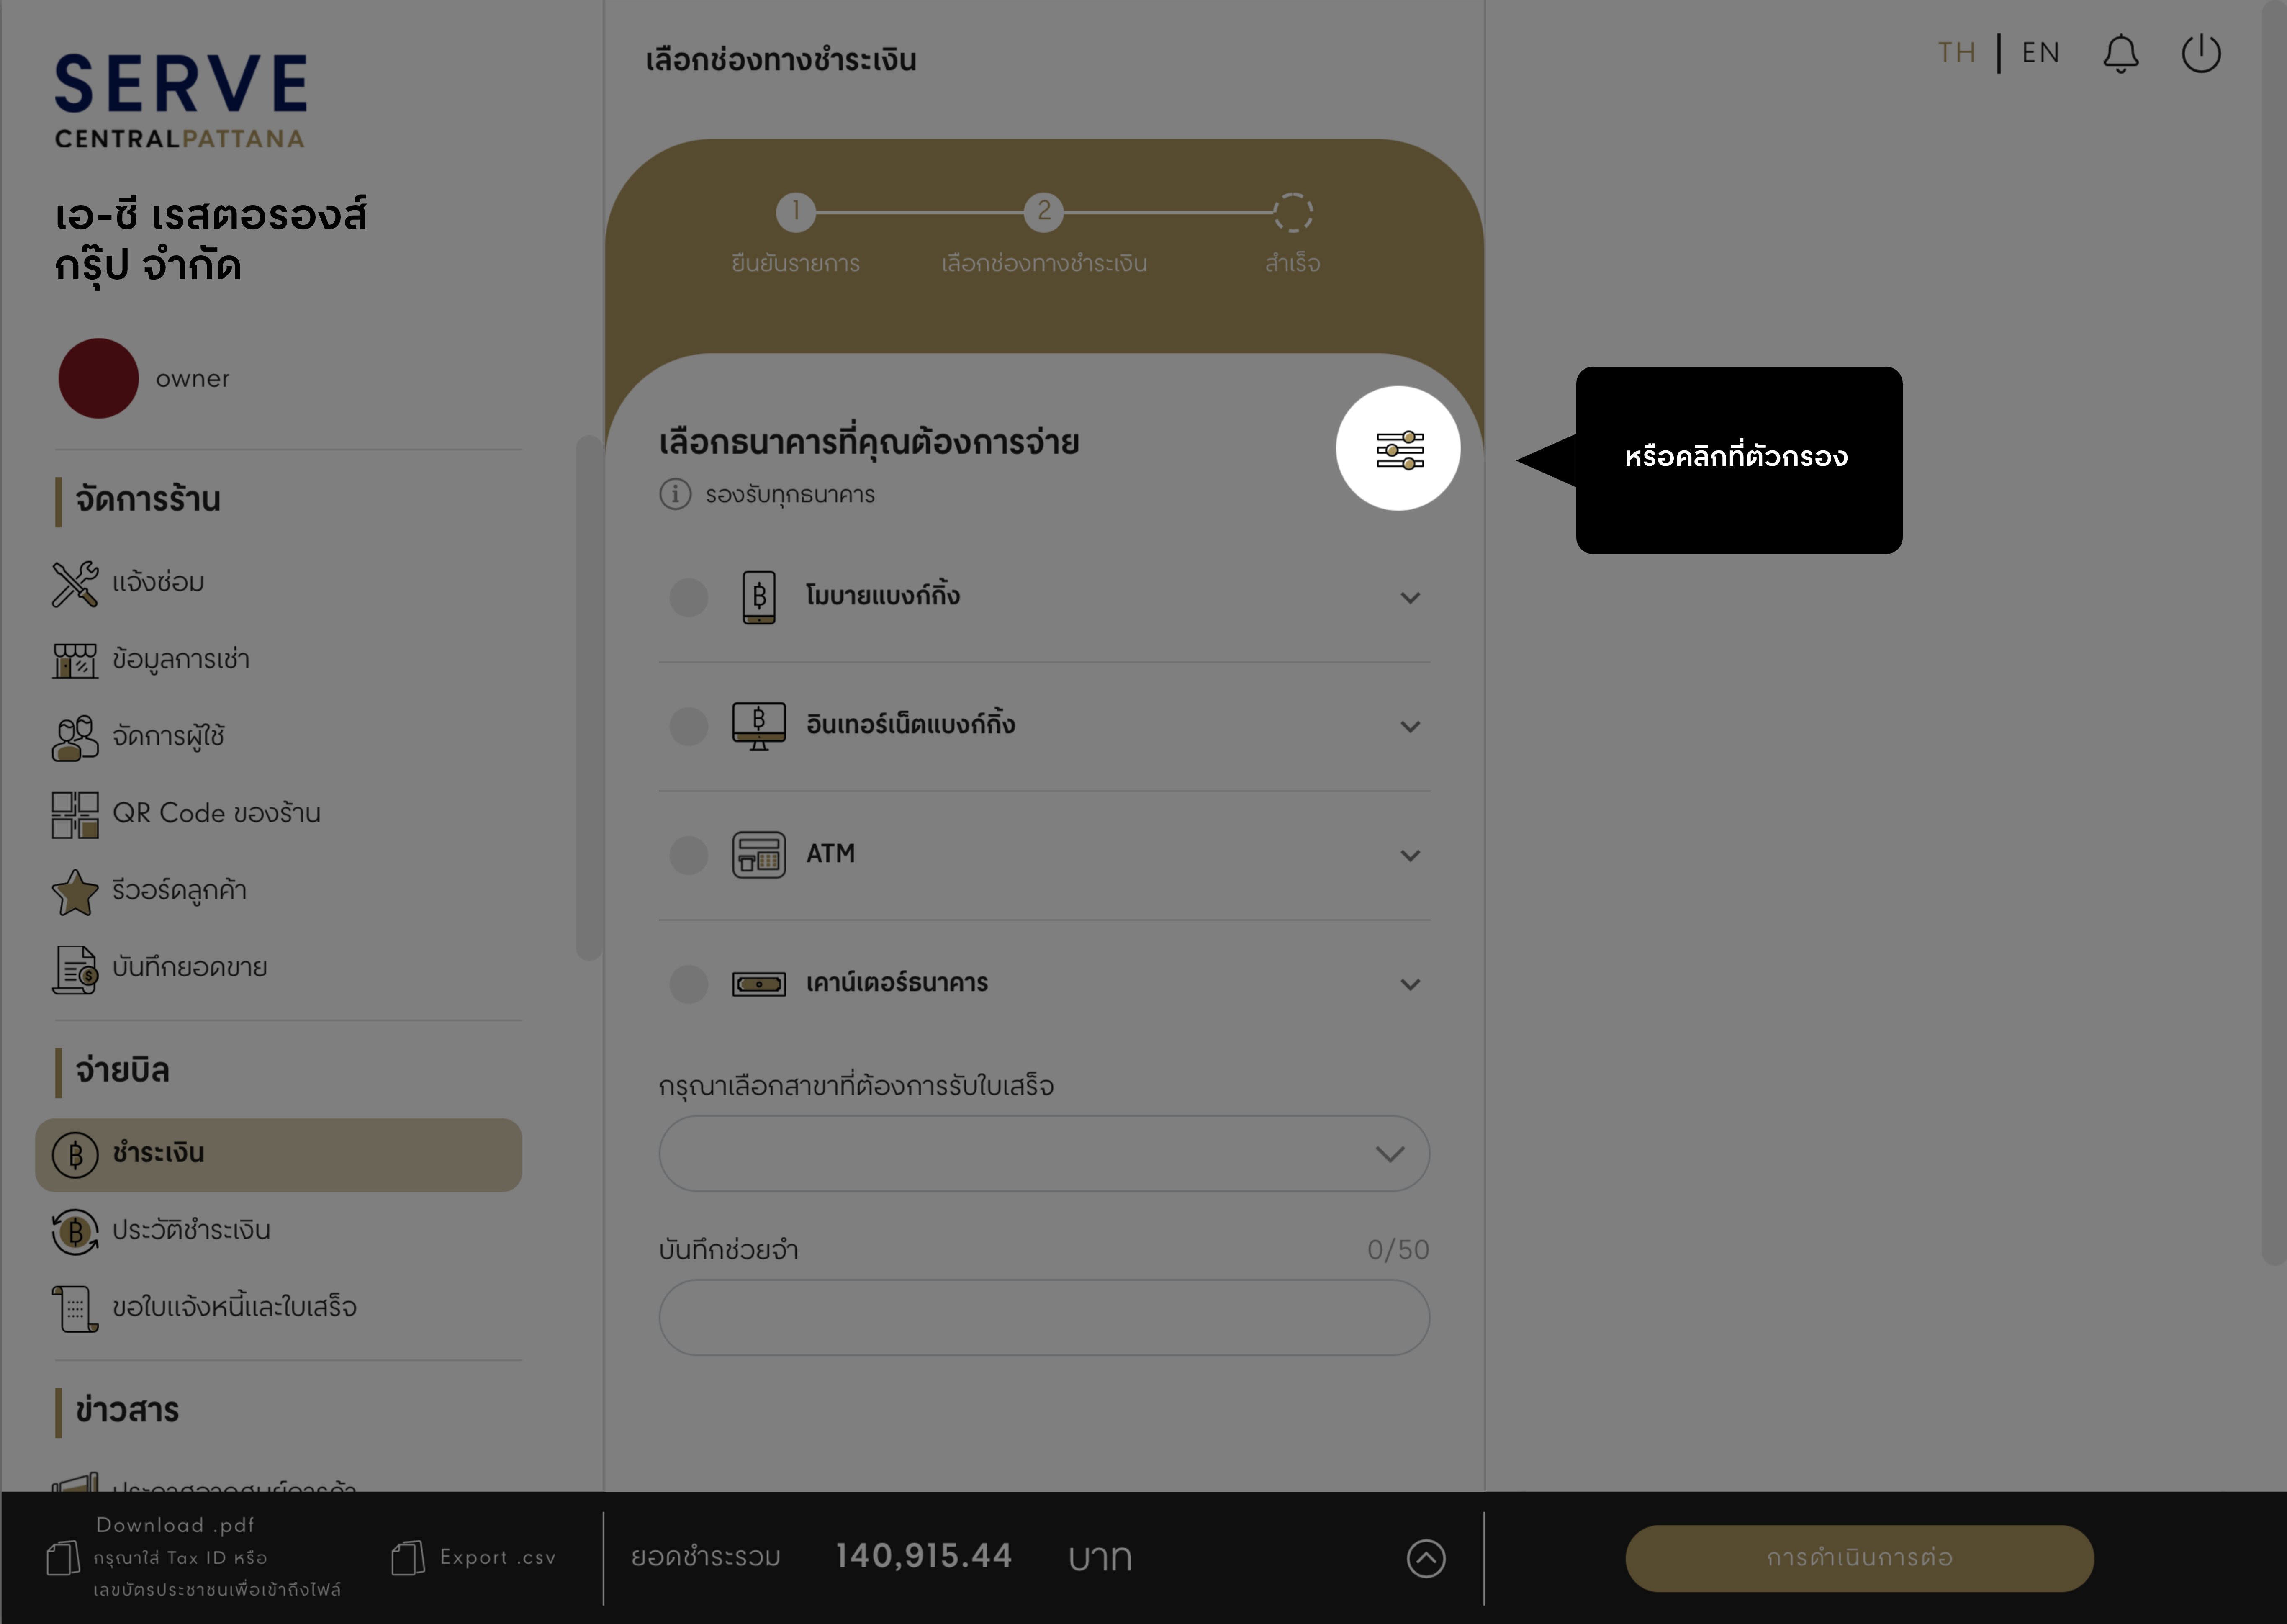 SERVE
CENTRALPATTANA
เอ-ซี เรสตอรองส์
กรุ๊ป จำกัด
owner
จัดการร้าน
แจ้งซ่อม
ข้อมูลการเช่า
จัดการผู้ใช้
QR Code ของร้าน
รีวอร์ดลูกค้า
บันทึกยอดขาย
จ่ายบิล
ชำระเงิน
ประวัติชำระเงิน
ขอใบแจ้งหนี้และใบเสร็จ
ข่าวสาร
เลือกช่องทางชำระเงิน
1
2
ยืนยันรายการ
เลือกช่องทางชำระเงิน
สำเร็จ
เลือกธนาคารที่คุณต้องการจ่าย
รองรับทุกธนาคาร
โมบายแบงก์กิ้ง
อินเทอร์เน็ตแบงก์กิ้ง
ATM
เคาน์เตอร์ธนาคาร
กรุณาเลือกสาขาที่ต้องการรับใบเสร็จ
บันทึกช่วยจำ 0/50
TH | EN
หรือคลิกที่ตัวกรอง
Download .pdf
กรุณาใส่ Tax ID หรือ
เลขบัตรประชาชนเพื่อเข้าถึงไฟล์
Export .csv
ยอดชำระรวม 140,915.44 บาท
การดำเนินการต่อ